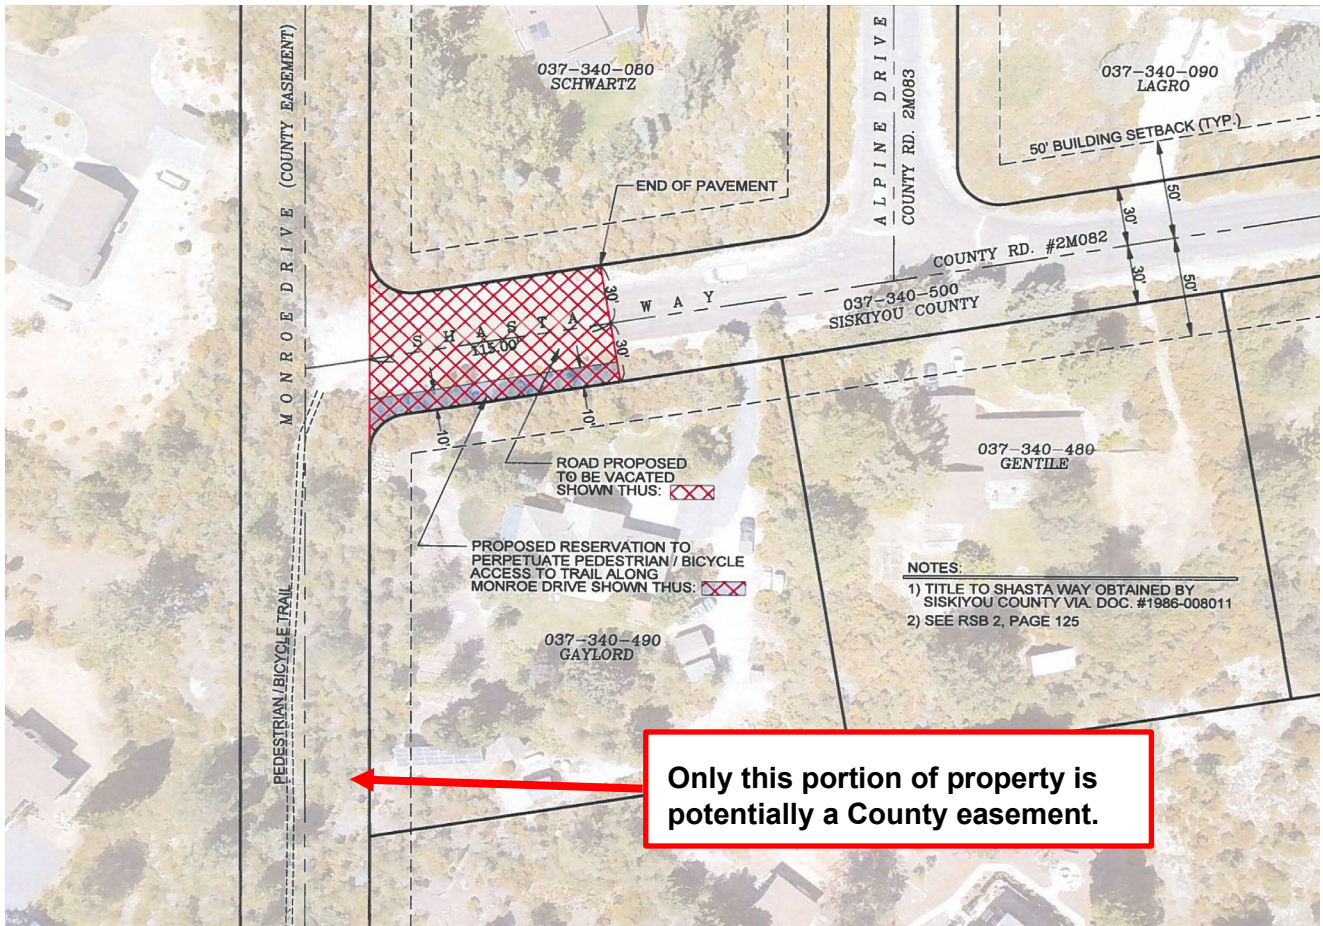 037-340-080
SCHWARTZ
037-340-090
LAGRO
50' BUILDING SETBACK (TYP.)
MONROE DRIVE (COUNTY EASEMENT)
ALPINE DRIVE
COUNTY RD. 2M083
END OF PAVEMENT
30'
50'
COUNTY RD. #2M082
30'
50'
30'
30'
SHASTA WAY
115.00'
037-340-500
SISKIYOU COUNTY
10'
10'
ROAD PROPOSED
TO BE VACATED
SHOWN THUS:
037-340-480
GENTILE
PROPOSED RESERVATION TO
PERPETUATE PEDESTRIAN / BICYCLE
ACCESS TO TRAIL ALONG
MONROE DRIVE SHOWN THUS:
NOTES:
1) TITLE TO SHASTA WAY OBTAINED BY
SISKIYOU COUNTY VIA. DOC. #1986-008011
2) SEE RSB 2, PAGE 125
037-340-490
GAYLORD
PEDESTRIAN / BICYCLE TRAIL
Only this portion of property is
potentially a County easement.